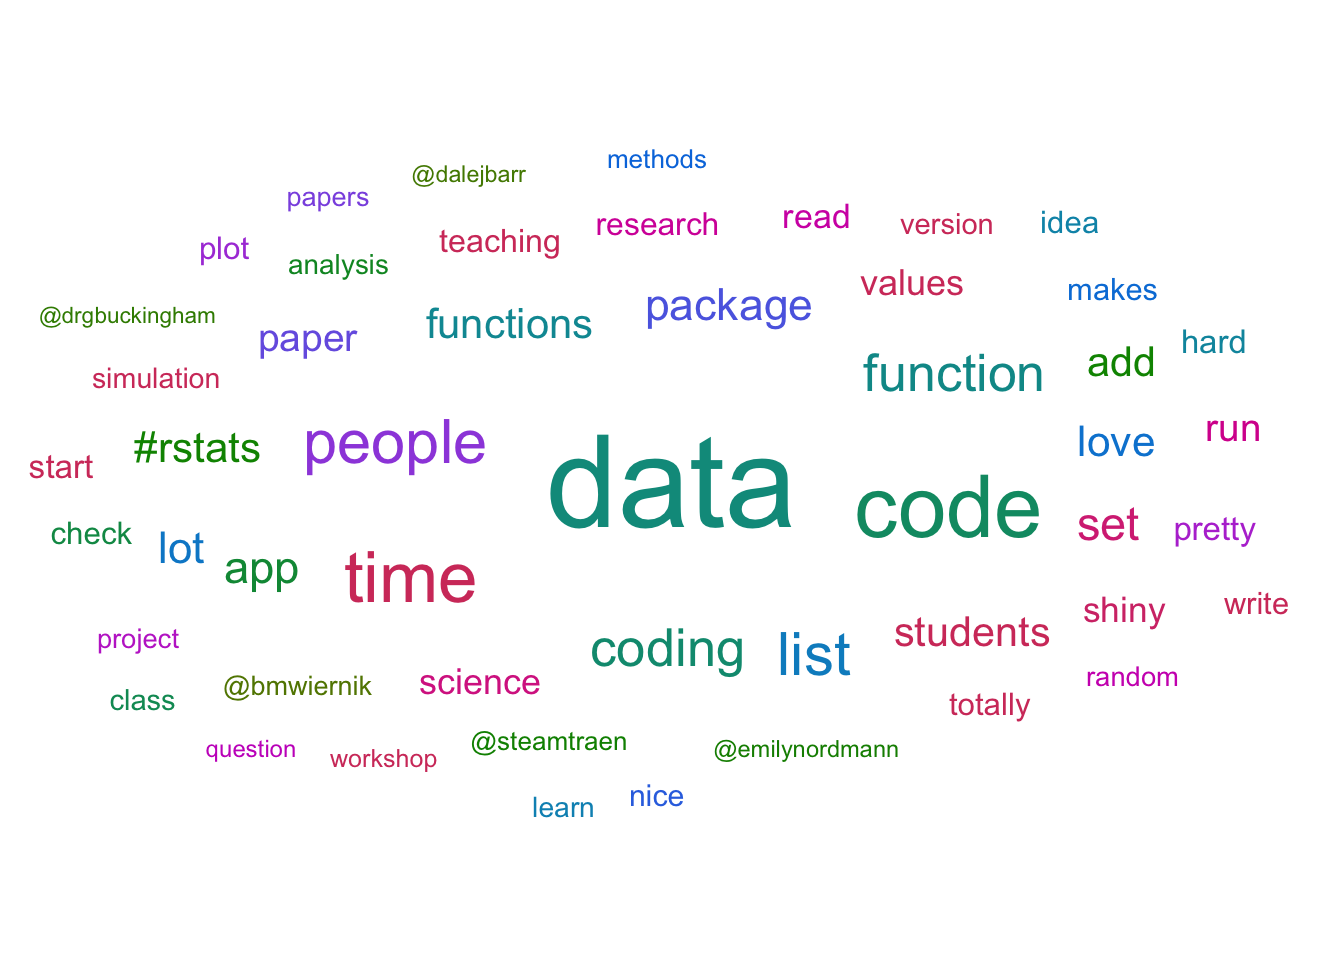 methods
@dalejbarr
papers
research
read
version
idea
teaching
plot
analysis
values
makes
package
@drgbuckingham
functions
paper
hard
add
function
simulation
love
run
#rstats
people
start
data
code
set
pretty
check
lot
app
time
write
shiny
students
project
coding
list
random
science
@bmwiernik
class
totally
@steamtraen
@emilynordmann
question
workshop
nice
learn